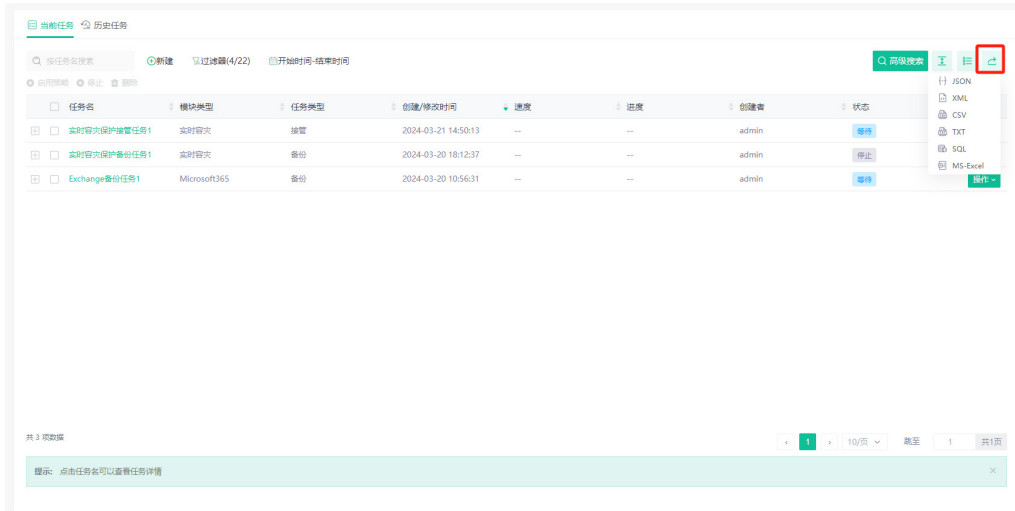 当前任务 历史任务
按任务名搜索 新建 过滤器(4/22) 开始时间-结束时间 高级搜索
启用策略 停止 删除
JSON
XML
CSV
TXT
SQL
MS-Excel
任务名 模块类型 任务类型 创建/修改时间 速度 进度 创建者 状态
实时容灾保护接管任务1 实时容灾 接管 2024-03-21 14:50:13 -- -- admin 等待
实时容灾保护备份任务1 实时容灾 备份 2024-03-20 18:12:37 -- -- admin 停止
Exchange备份任务1 Microsoft365 备份 2024-03-20 10:56:31 -- -- admin 等待 操作
共 3 项数据 1 10/页 跳至 1 共1页
提示: 点击任务名可以查看任务详情